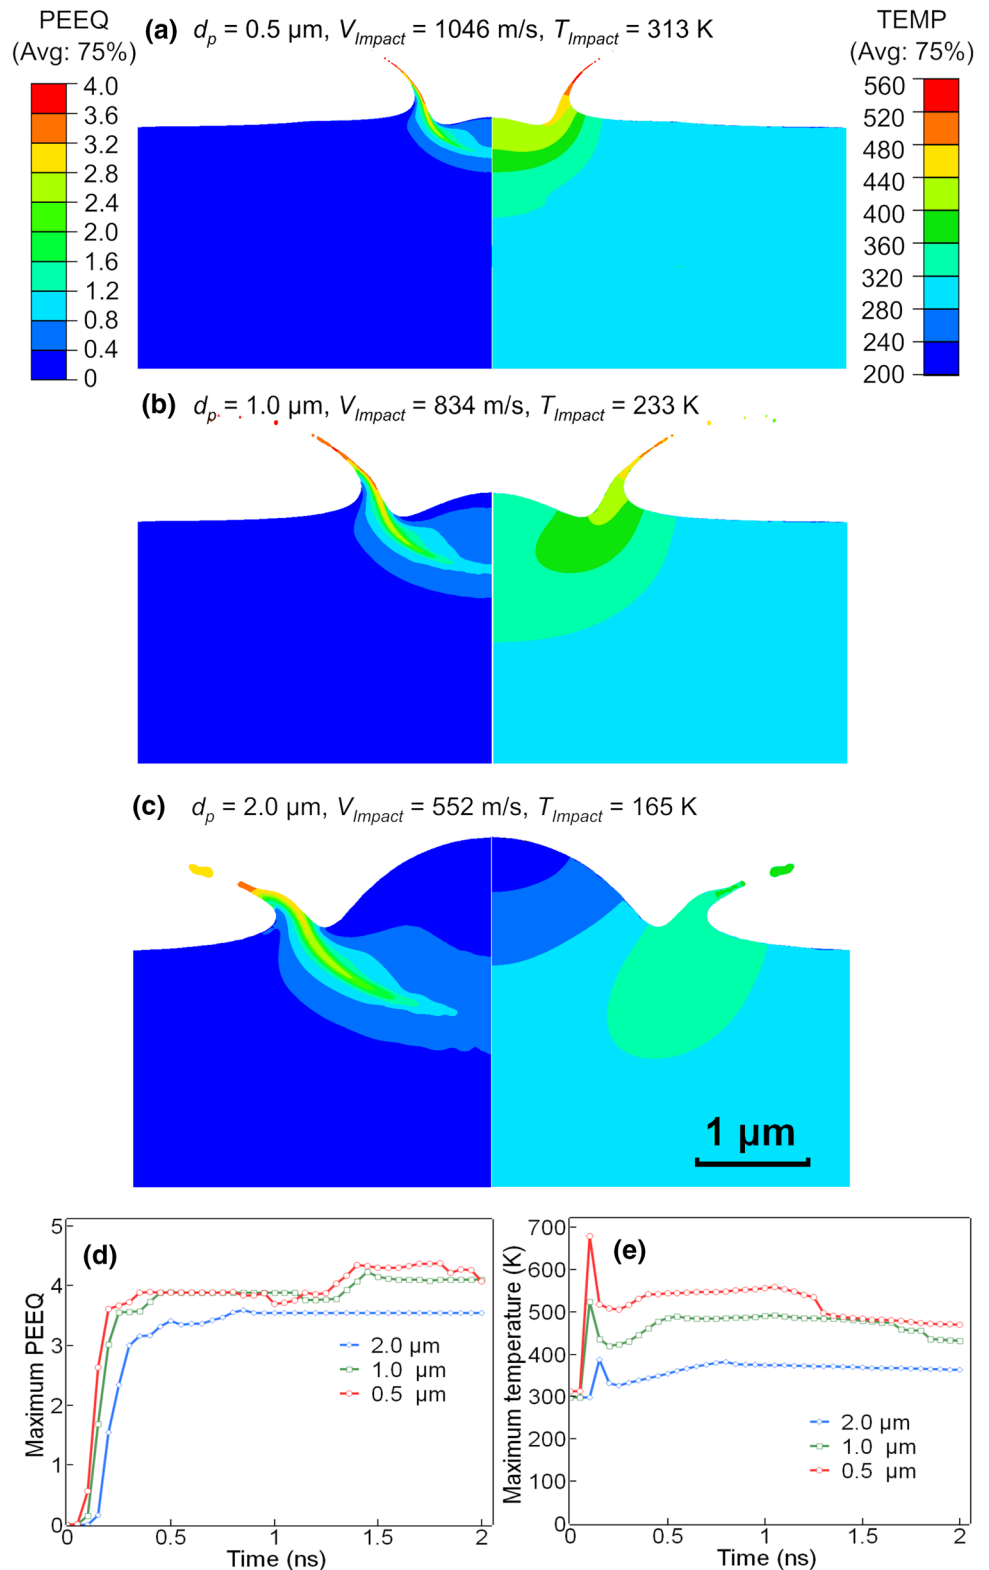 PEEQ
(Avg: 75%)
4.0
3.6
3.2
2.8
2.4
2.0
1.6
1.2
0.8
0.4
0
(a) dp = 0.5 µm, VImpact = 1046 m/s, TImpact = 313 K
TEMP
(Avg: 75%)
560
520
480
440
400
360
320
280
240
200
(b) dp = 1.0 µm, VImpact = 834 m/s, TImpact = 233 K
(c) dp = 2.0 µm, VImpact = 552 m/s, TImpact = 165 K
1 µm
(d)
Maximum PEEQ
5
4
3
2
1
0
2.0 µm
1.0 µm
0.5 µm
0 0.5 1 1.5 2
Time (ns)
(e)
Maximum temperature (K)
700
600
500
400
300
200
100
0
2.0 µm
1.0 µm
0.5 µm
0 0.5 1 1.5 2
Time (ns)